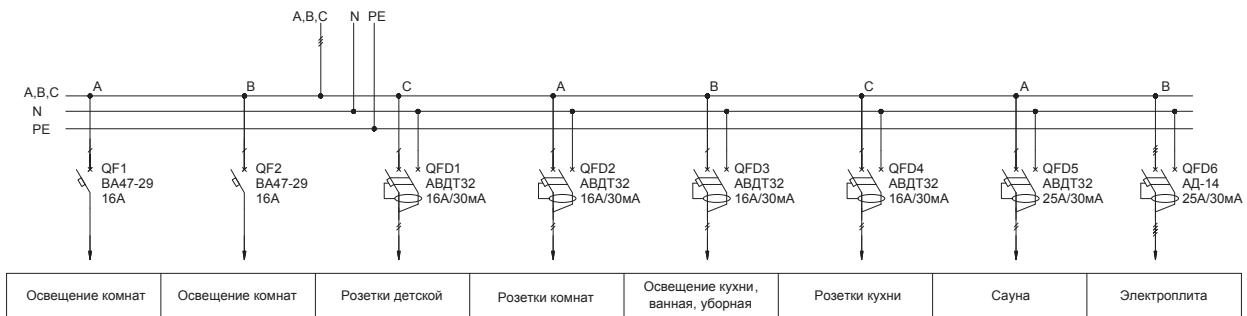 A,B,C N PE
A,B,C
A
B
C
A
B
C
A
B
N
PE
QF1
ВА47-29
16А
QF2
ВА47-29
16А
QFD1
АВДТ32
16А/30мА
QFD2
АВДТ32
16А/30мА
QFD3
АВДТ32
16А/30мА
QFD4
АВДТ32
16А/30мА
QFD5
АВДТ32
25А/30мА
QFD6
АД-14
25А/30мА
Освещение комнат
Освещение комнат
Розетки детской
Розетки комнат
Освещение кухни,
ванная, уборная
Розетки кухни
Сауна
Электроплита